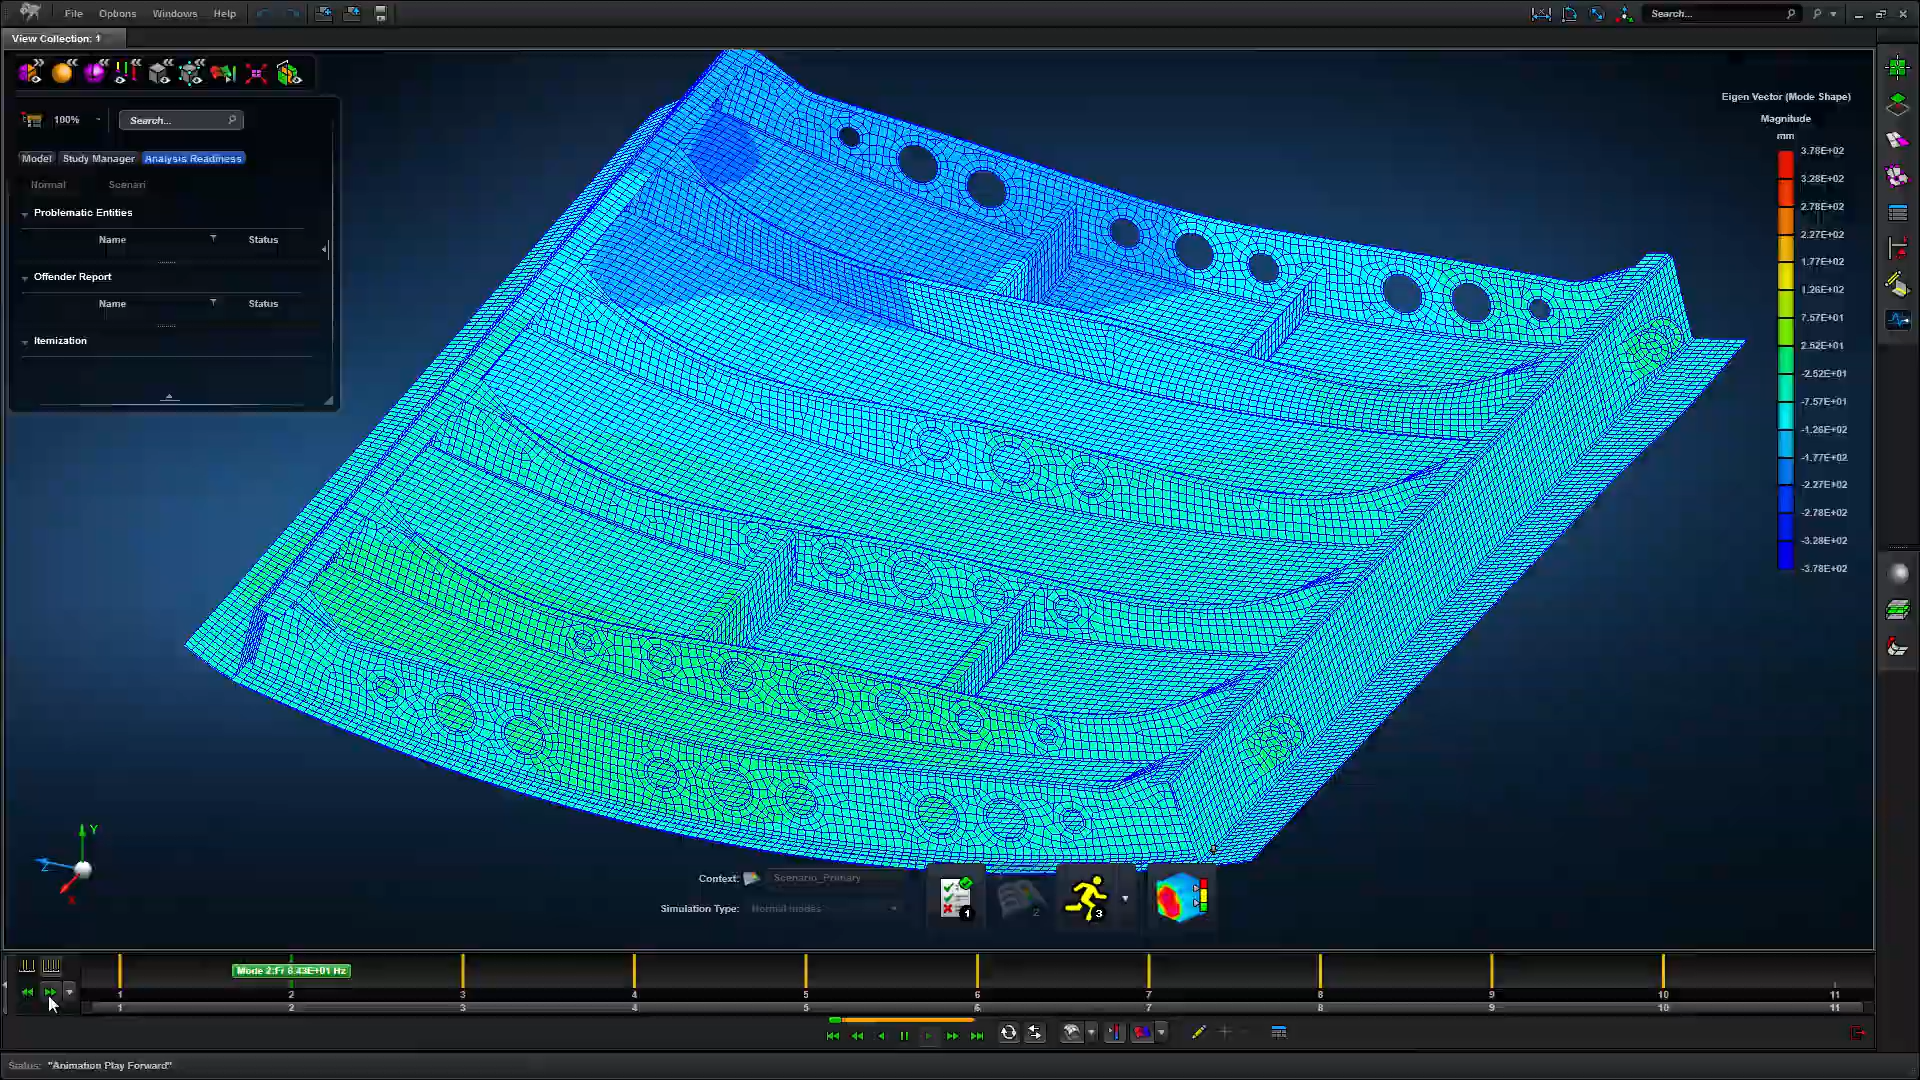 File Options Windows Help
Search...
View Collection: 1
100%
Search...
Model Study Manager Analysis Readiness
Normal Scenari
Problematic Entities
Name Status
Offender Report
Name Status
Itemization
Eigen Vector (Mode Shape)
Magnitude
mm
3.78E+02
3.28E+02
2.78E+02
2.27E+02
1.77E+02
1.26E+02
7.57E+01
2.52E+01
-2.52E+01
-7.57E+01
-1.26E+02
-1.77E+02
-2.27E+02
-2.78E+02
-3.28E+02
-3.78E+02
Y
X
Context: Scenario_Primary
Simulation Type: Normal modes
1 2 3
Mode 2:Fr 8.43E+01 Hz
1 2 3 4 5 6 7 8 9 10 11
1 2 3 4 5 6 7 8 9 10 11
Status: "Animation Play Forward"